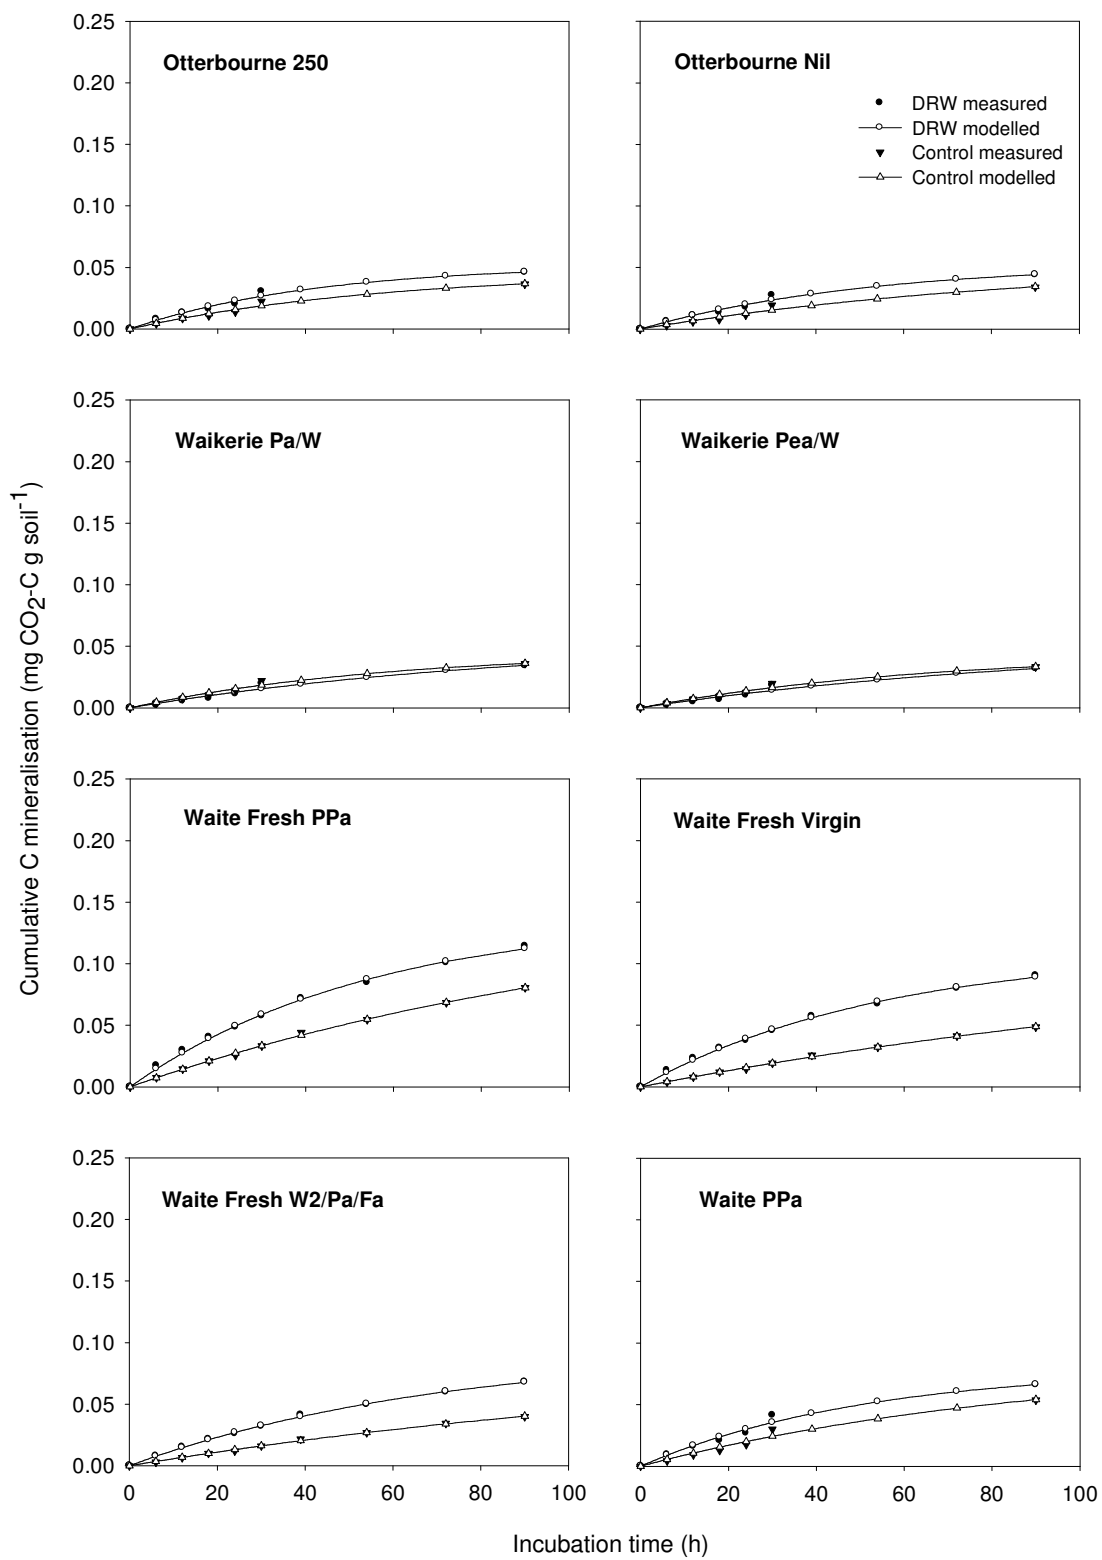 0.25
0.20
0.15
0.10
0.05
0.00
Otterbourne 250
Otterbourne Nil
DRW measured
DRW modelled
Control measured
Control modelled
0.25
0.20
0.15
0.10
0.05
0.00
Waikerie Pa/W
Waikerie Pea/W
Cumulative C mineralisation (mg CO2-C g soil-1)
0.25
0.20
0.15
0.10
0.05
0.00
Waite Fresh PPa
Waite Fresh Virgin
0.25
0.20
0.15
0.10
0.05
0.00
Waite Fresh W2/Pa/Fa
Waite PPa
0 20 40 60 80 100
0 20 40 60 80 100
Incubation time (h)